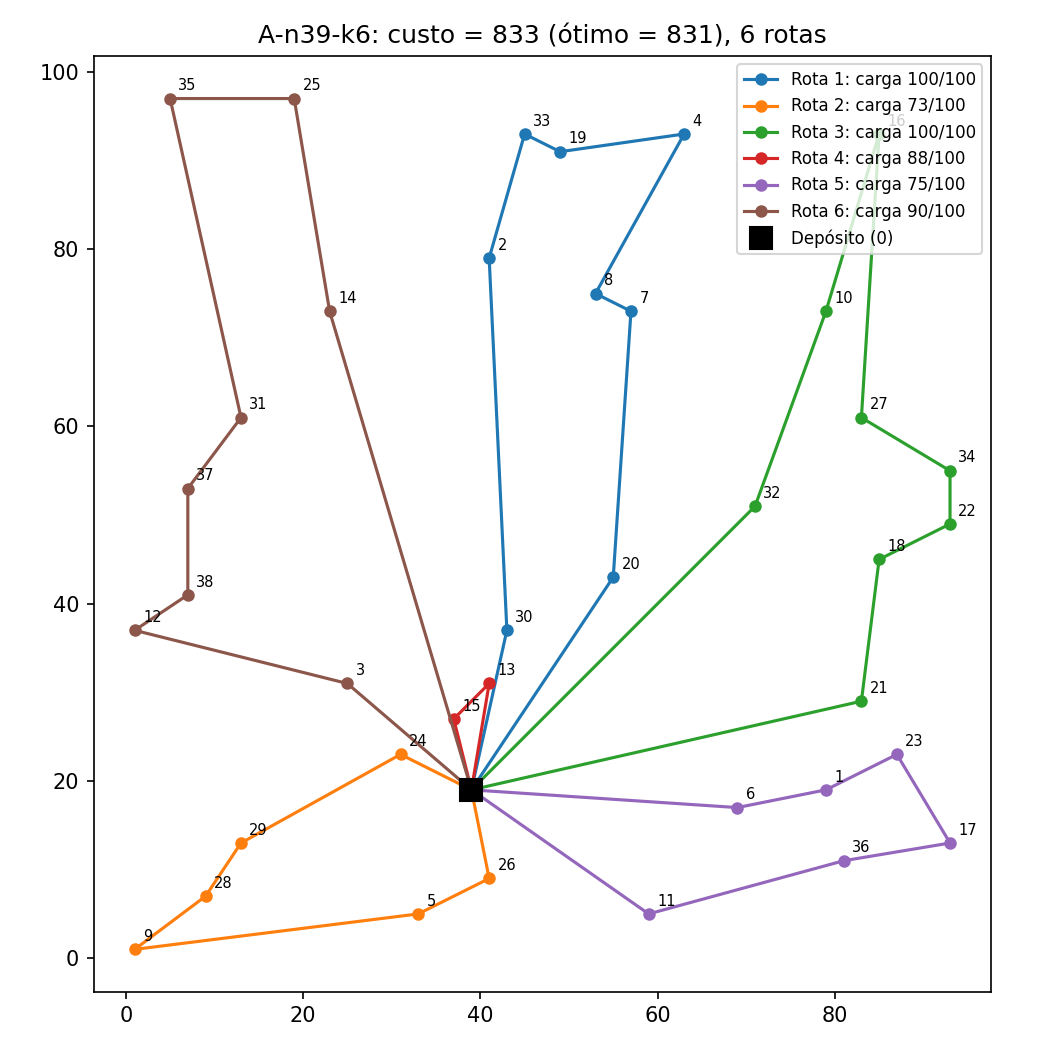 A-n39-k6: custo = 833 (ótimo = 831), 6 rotas
Rota 1: carga 100/100
Rota 2: carga 73/100
Rota 3: carga 100/100
Rota 4: carga 88/100
Rota 5: carga 75/100
Rota 6: carga 90/100
Depósito (0)
100
80
60
40
20
0
0 20 40 60 80
35 25
33 19 4 16
2
14 8 7 10
31 27
37 34
32 22
18
12 38 20
30
3 13 21
15
24 23
6 1
29 17
36
28 26
9 5 11